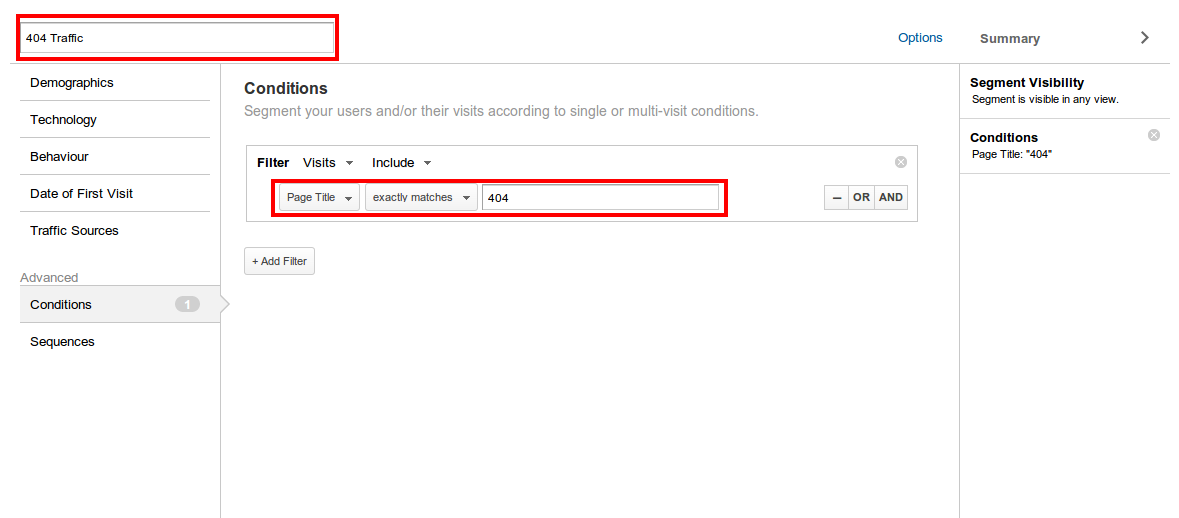 404 Traffic
Options
Summary
Demographics
Technology
Behaviour
Date of First Visit
Traffic Sources
Advanced
Conditions 1
Sequences
Conditions
Segment your users and/or their visits according to single or multi-visit conditions.
Filter Visits Include
Page Title exactly matches 404 – OR AND
+ Add Filter
Segment Visibility
Segment is visible in any view.
Conditions
Page Title: "404"